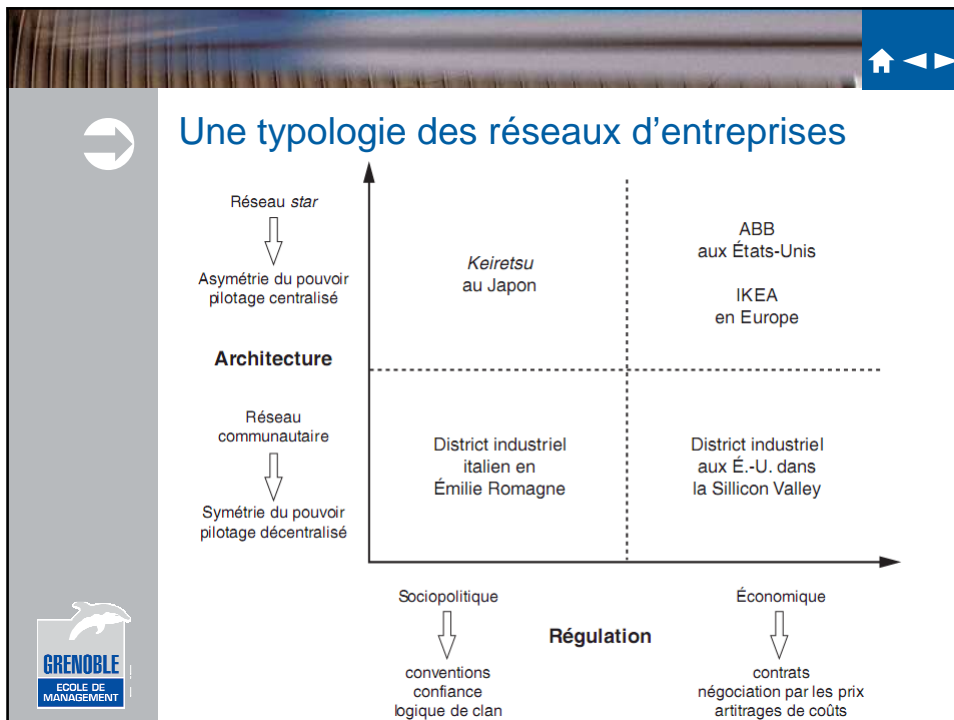 Une typologie des réseaux d'entreprises
Réseau star
Asymétrie du pouvoir
pilotage centralisé
Architecture
Réseau
communautaire
Symétrie du pouvoir
pilotage décentralisé
Keiretsu
au Japon
ABB
aux États-Unis
IKEA
en Europe
District industriel
italien en
Émilie Romagne
District industriel
aux É.-U. dans
la Sillicon Valley
Sociopolitique
conventions
confiance
logique de clan
Régulation
Économique
contrats
négociation par les prix
artitrages de coûts
GRENOBLE
ECOLE DE
MANAGEMENT